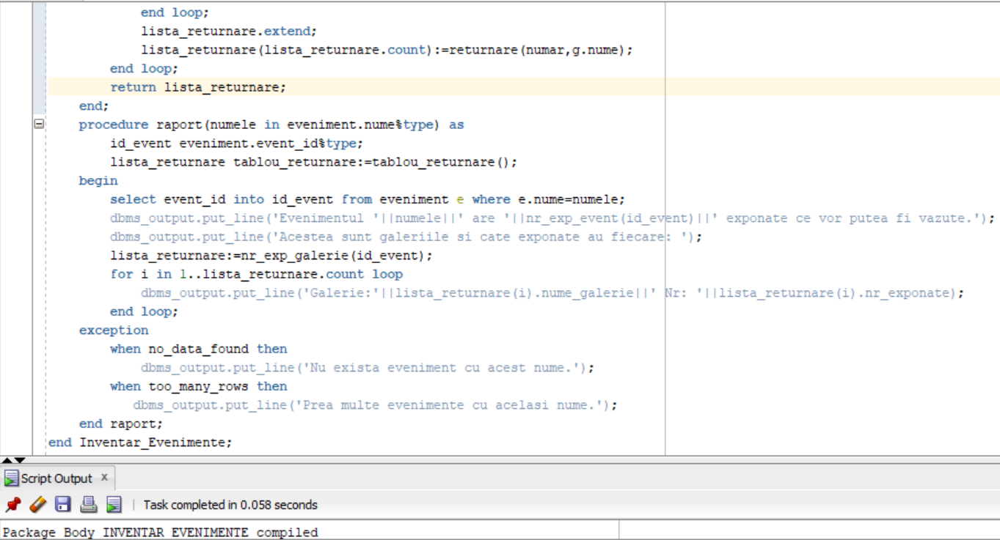 end loop;
lista_returnare.extend;
lista_returnare(lista_returnare.count):=returnare(numar,g.nume);
end loop;
return lista_returnare;
end;
procedure raport(numele in eveniment.nume%type) as
id_event eveniment.event_id%type;
lista_returnare tablou_returnare:=tablou_returnare();
begin
select event_id into id_event from eveniment e where e.nume=numele;
dbms_output.put_line('Evenimentul '||numele||' are '||nr_exp_event(id_event)||' exponate ce vor putea fi vazute.');
dbms_output.put_line('Acestea sunt galeriile si cate exponate au fiecare: ');
lista_returnare:=nr_exp_galerie(id_event);
for i in 1..lista_returnare.count loop
dbms_output.put_line('Galerie:'||lista_returnare(i).nume_galerie||' Nr: '||lista_returnare(i).nr_exponate);
end loop;
exception
when no_data_found then
dbms_output.put_line('Nu exista eveniment cu acest nume.');
when too_many_rows then
dbms_output.put_line('Prea multe evenimente cu acelasi nume.');
end raport;
end Inventar_Evenimente;
Script Output x
Task completed in 0.058 seconds
Package Body INVENTAR_EVENIMENTE compiled